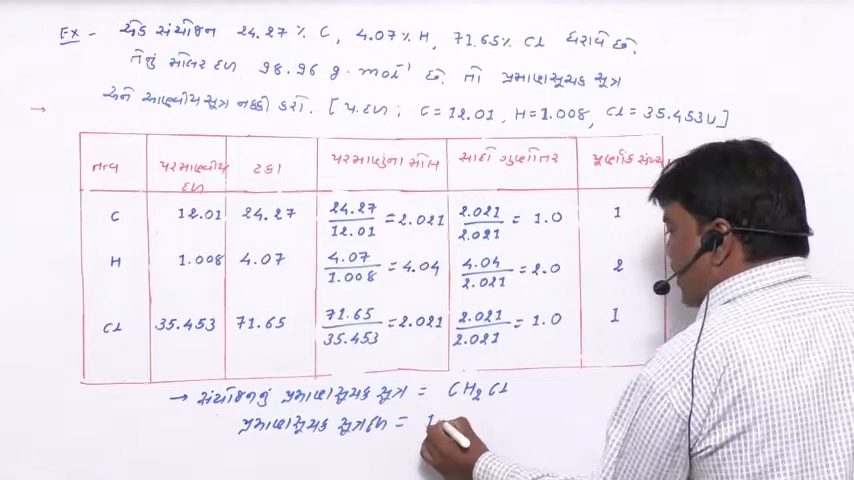 Ex - એક સંયોજન 24.27% C, 4.07% H, 71.65% Cl ધરાવે છે.
તેનું મોલર દળ 98.96 g.mol⁻¹ છે. તો પ્રમાણસૂચક સૂત્ર
→ અને આણ્વીય સૂત્ર નક્કી કરો. [ પ.દળ ; C = 12.01 , H = 1.008 , Cl = 35.453 u ]
તત્વ પરમાણ્વીય દળ ટકા પરમાણુના મોલ સાદો ગુણોત્તર પૂર્ણાંક
C 12.01 24.27 24.27/12.01 = 2.021 2.021/2.021 = 1.0 1
H 1.008 4.07 4.07/1.008 = 4.04 4.04/2.021 = 2.0 2
Cl 35.453 71.65 71.65/35.453 = 2.021 2.021/2.021 = 1.0 1
→ સંયોજનનું પ્રમાણસૂચક સૂત્ર = CH₂Cl
પ્રમાણસૂચક સૂત્રદળ = 1